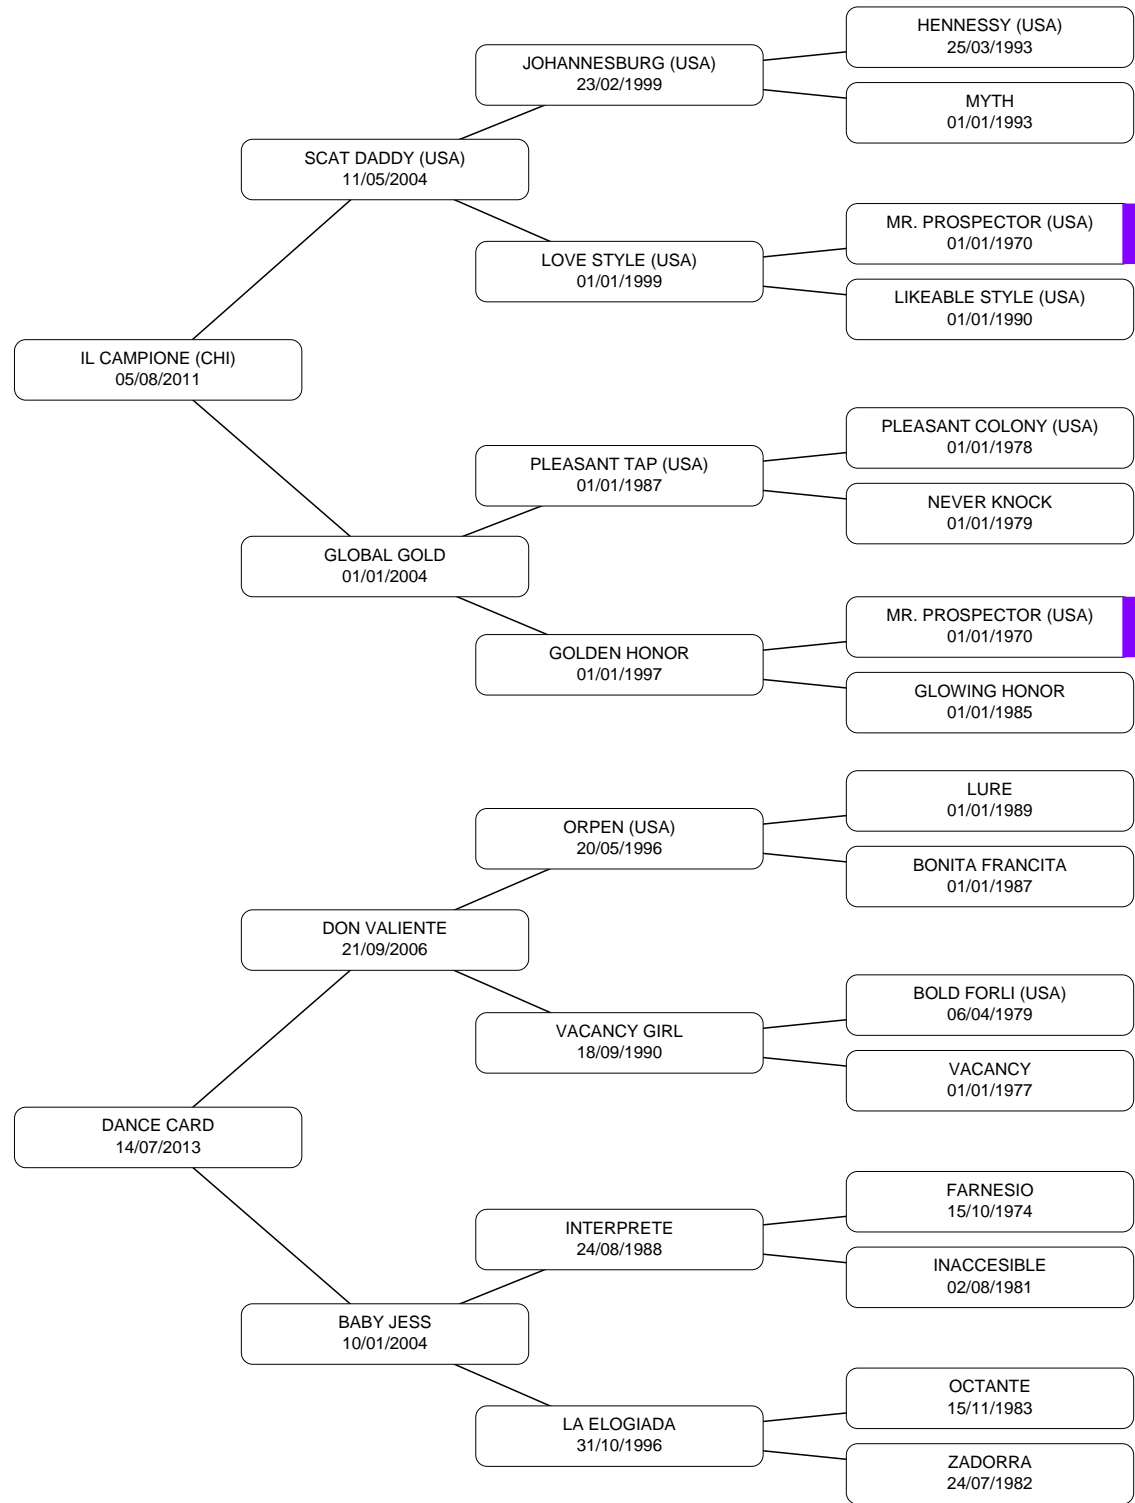 HENNESSY (USA)
25/03/1993
JOHANNESBURG (USA)
23/02/1999
MYTH
01/01/1993
SCAT DADDY (USA)
11/05/2004
MR. PROSPECTOR (USA)
01/01/1970
LOVE STYLE (USA)
01/01/1999
LIKEABLE STYLE (USA)
01/01/1990
IL CAMPIONE (CHI)
05/08/2011
PLEASANT COLONY (USA)
01/01/1978
PLEASANT TAP (USA)
01/01/1987
NEVER KNOCK
01/01/1979
GLOBAL GOLD
01/01/2004
MR. PROSPECTOR (USA)
01/01/1970
GOLDEN HONOR
01/01/1997
GLOWING HONOR
01/01/1985
LURE
01/01/1989
ORPEN (USA)
20/05/1996
BONITA FRANCITA
01/01/1987
DON VALIENTE
21/09/2006
BOLD FORLI (USA)
06/04/1979
VACANCY GIRL
18/09/1990
VACANCY
01/01/1977
DANCE CARD
14/07/2013
FARNESIO
15/10/1974
INTERPRETE
24/08/1988
INACCESIBLE
02/08/1981
BABY JESS
10/01/2004
OCTANTE
15/11/1983
LA ELOGIADA
31/10/1996
ZADORRA
24/07/1982